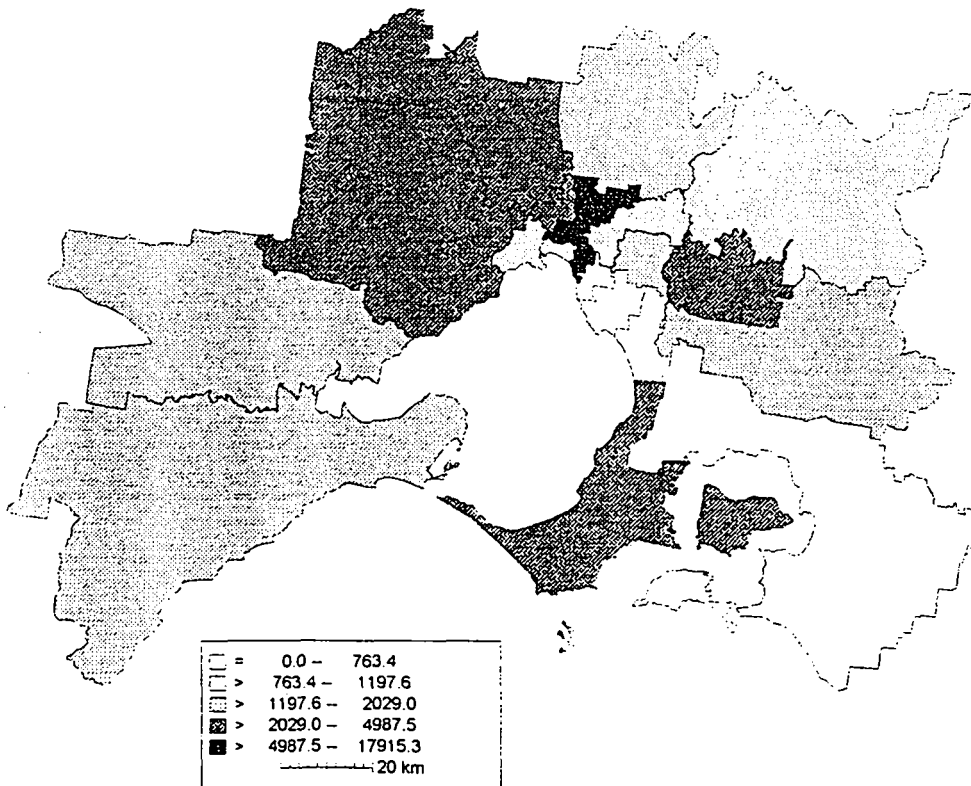 = 0.0 – 763.4
> 763.4 – 1197.6
> 1197.6 – 2029.0
> 2029.0 – 4987.5
> 4987.5 – 17915.3
20 km